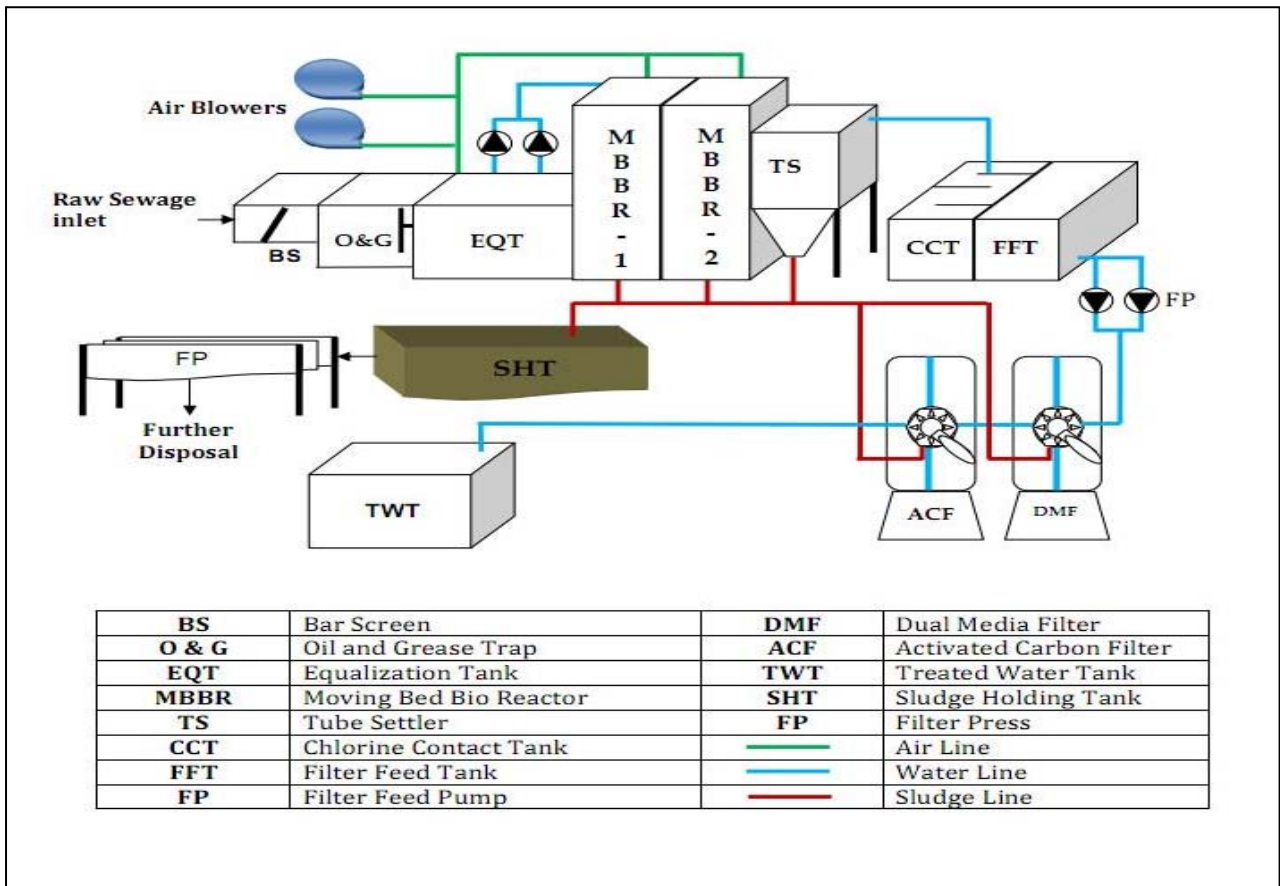 Air Blowers
Raw Sewage
inlet
BS
O&G
EQT
MBBR-1
MBBR-2
TS
CCT
FFT
FP
FP
SHT
Further
Disposal
TWT
ACF
DMF
BS Bar Screen DMF Dual Media Filter
O & G Oil and Grease Trap ACF Activated Carbon Filter
EQT Equalization Tank TWT Treated Water Tank
MBBR Moving Bed Bio Reactor SHT Sludge Holding Tank
TS Tube Settler FP Filter Press
CCT Chlorine Contact Tank Air Line
FFT Filter Feed Tank Water Line
FP Filter Feed Pump Sludge Line